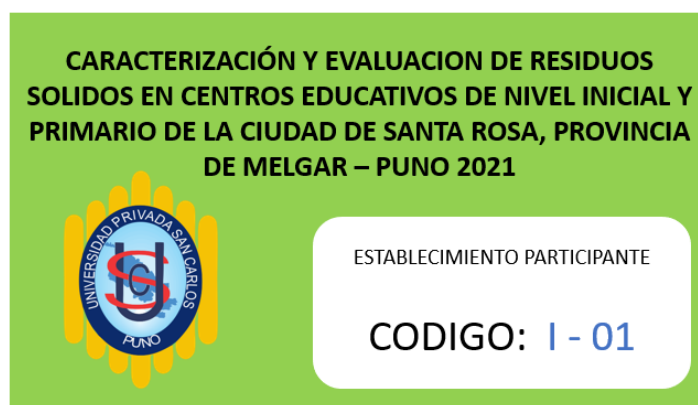 CARACTERIZACIÓN Y EVALUACION DE RESIDUOS
SOLIDOS EN CENTROS EDUCATIVOS DE NIVEL INICIAL Y
PRIMARIO DE LA CIUDAD DE SANTA ROSA, PROVINCIA
DE MELGAR – PUNO 2021
UNIVERSIDAD PRIVADA SAN CARLOS
USC
PUNO
ESTABLECIMIENTO PARTICIPANTE
CODIGO: I - 01